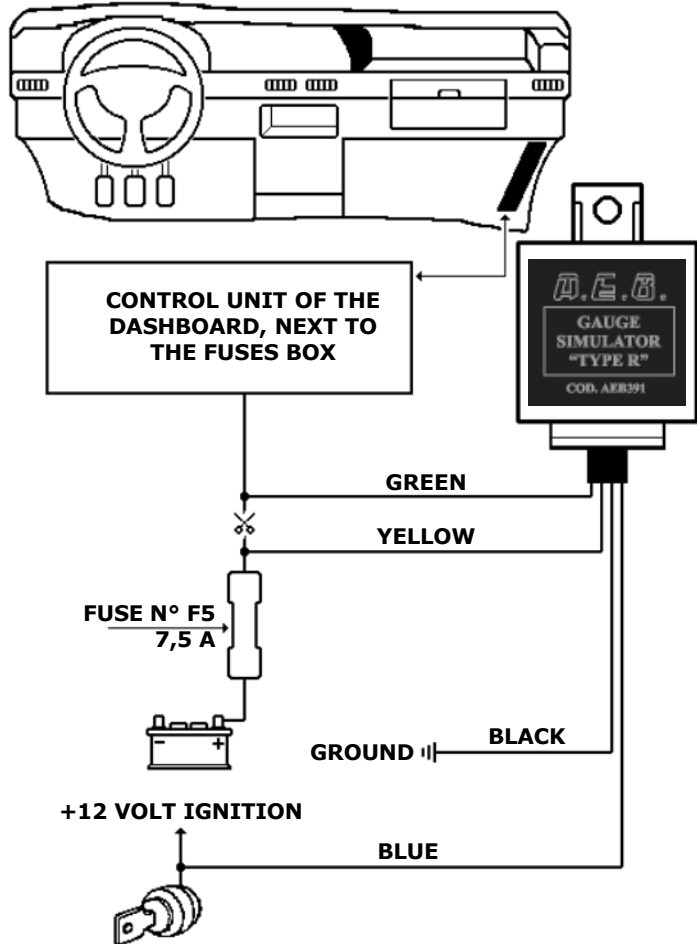 CONTROL UNIT OF THE
DASHBOARD, NEXT TO
THE FUSES BOX
A.E.B.
GAUGE
SIMULATOR
“TYPE R”
COD. AEB391
GREEN
YELLOW
FUSE N° F5
7,5 A
- +
GROUND
BLACK
+12 VOLT IGNITION
BLUE